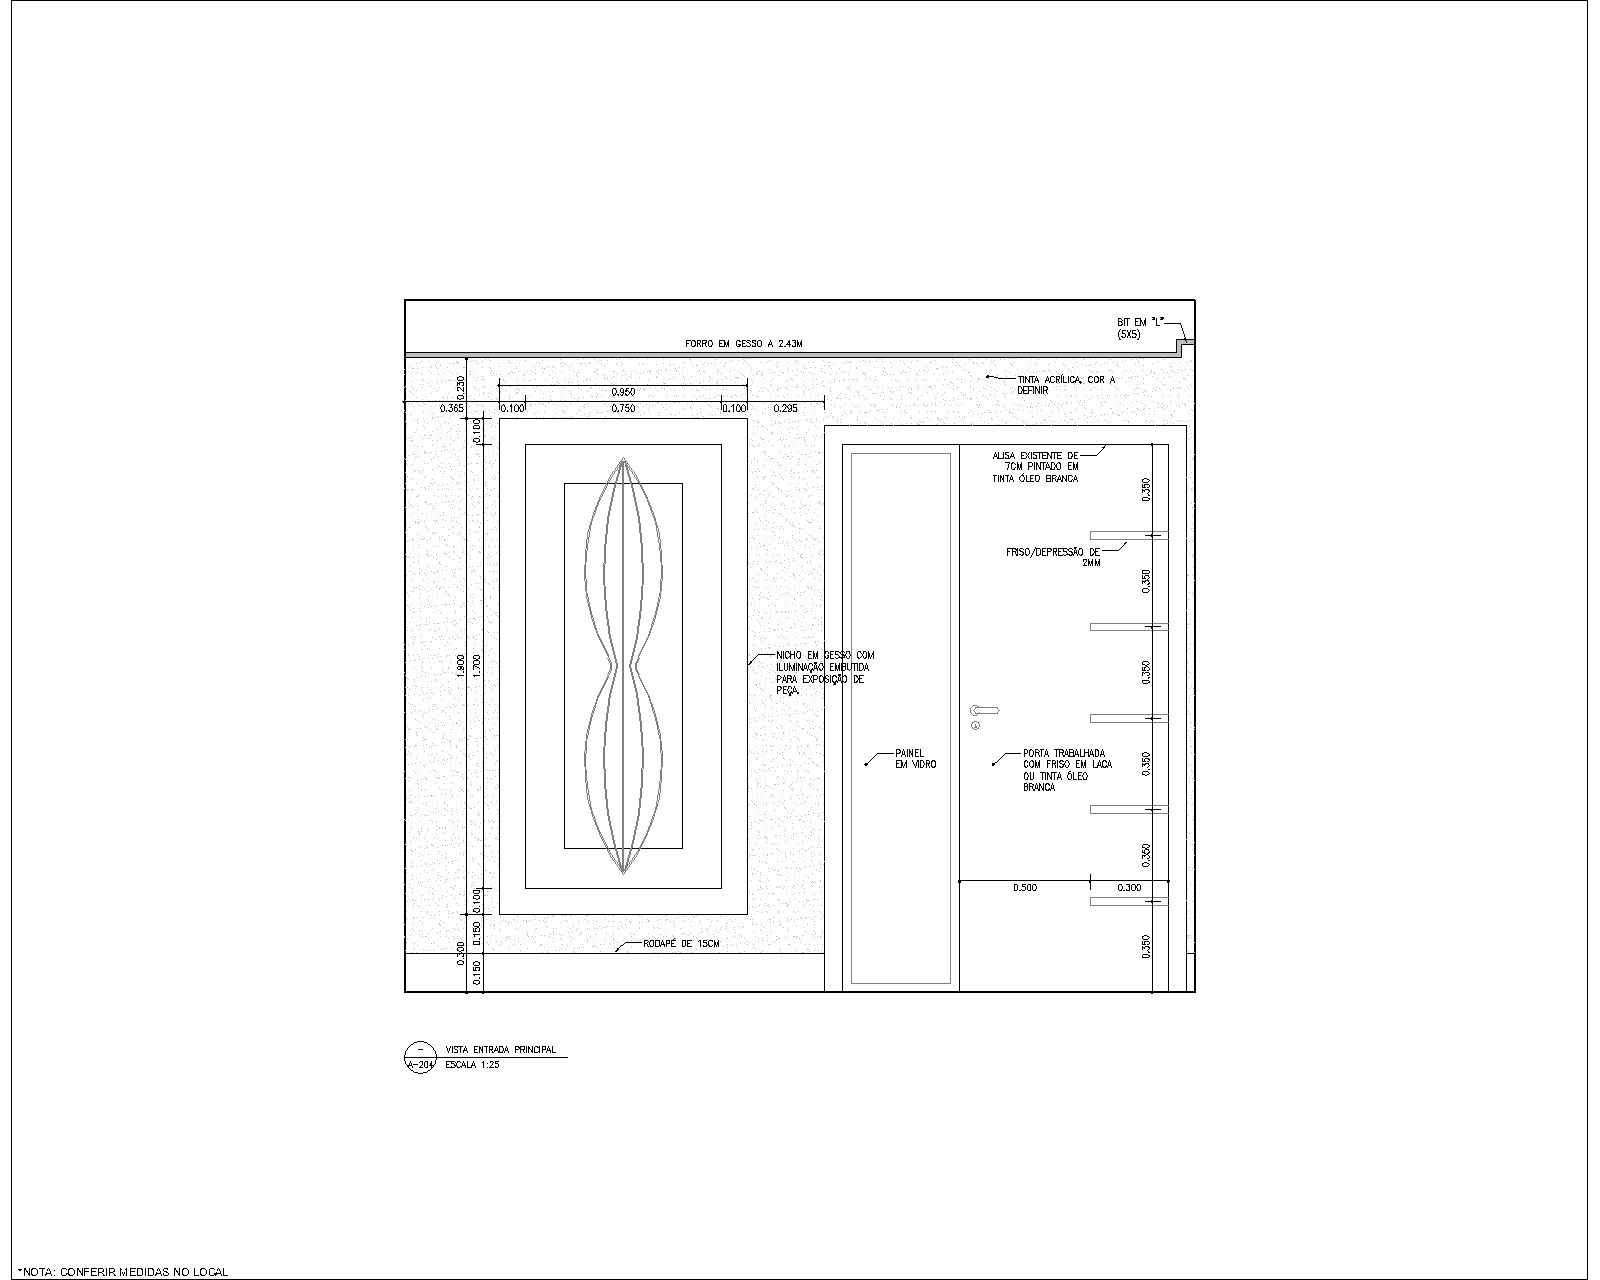 BIT EM "L"
(5X5)
FORRO EM GESSO A 2.43M
0.230
0.950
TINTA ACRÍLICA, COR A
DEFINIR
0.365
0.100
0.750
0.100
0.295
0.100
ALISA EXISTENTE DE
7CM PINTADO EM
TINTA ÓLEO BRANCA
0.350
FRISO/DEPRESSÃO DE
2MM
0.350
1.900
1.700
NICHO EM GESSO COM
ILUMINAÇÃO EMBUTIDA
PARA EXPOSIÇÃO DE
PEÇA.
0.350
PAINEL
EM VIDRO
PORTA TRABALHADA
COM FRISO EM LACA
OU TINTA ÓLEO
BRANCA
0.350
0.350
0.500
0.300
0.100
0.150
0.300
RODAPÉ DE 15CM
0.350
0.150
-
A-204
VISTA ENTRADA PRINCIPAL
ESCALA 1:25
*NOTA: CONFERIR MEDIDAS NO LOCAL